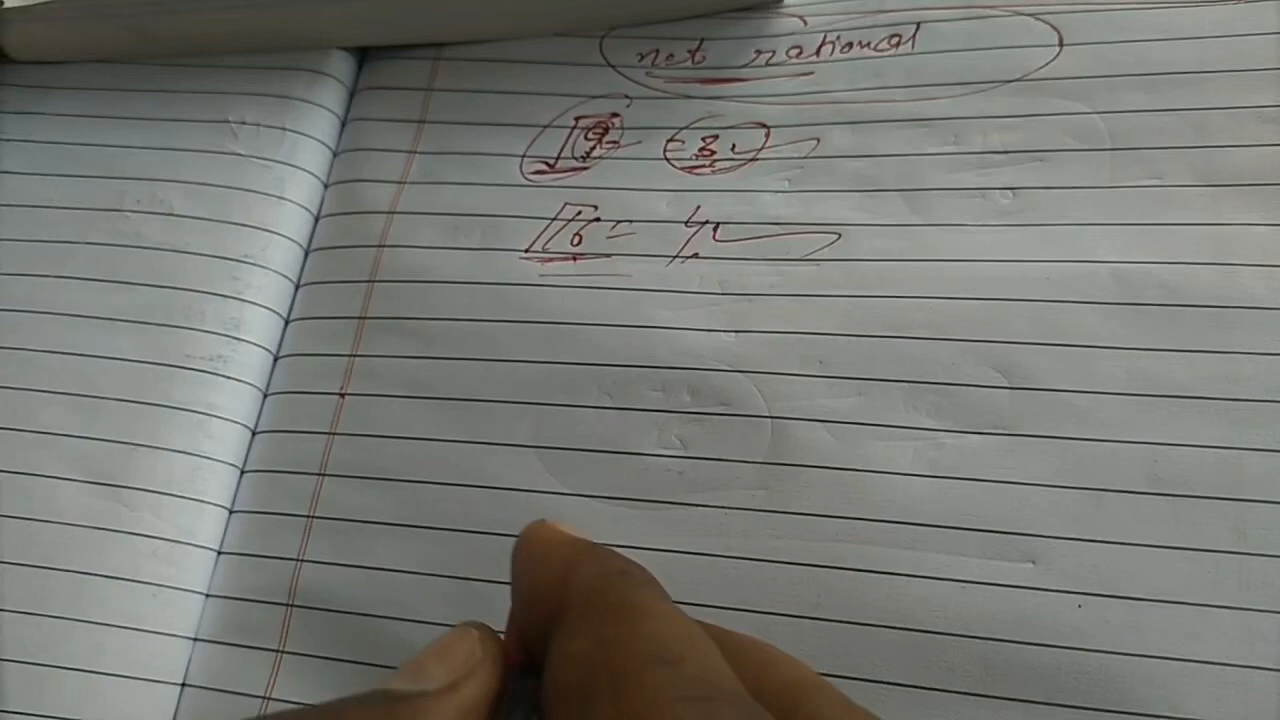 not rational
√9 = 3
√16 = 4